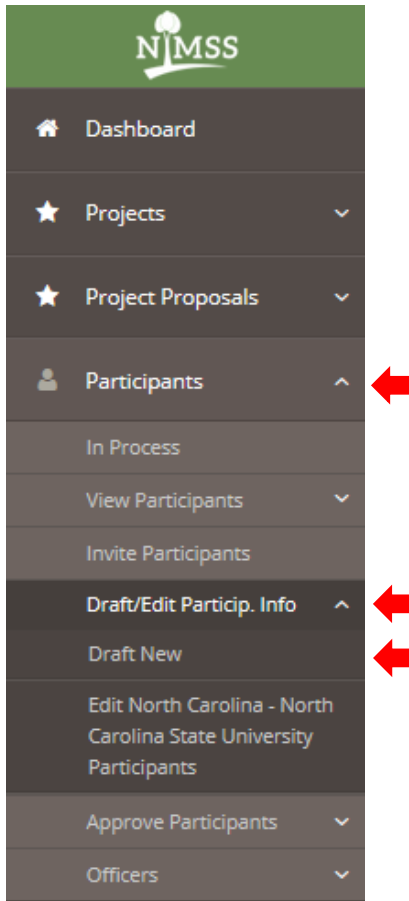 NIMSS
Dashboard
Projects
Project Proposals
Participants
In Process
View Participants
Invite Participants
Draft/Edit Particip. Info
Draft New
Edit North Carolina - North
Carolina State University
Participants
Approve Participants
Officers